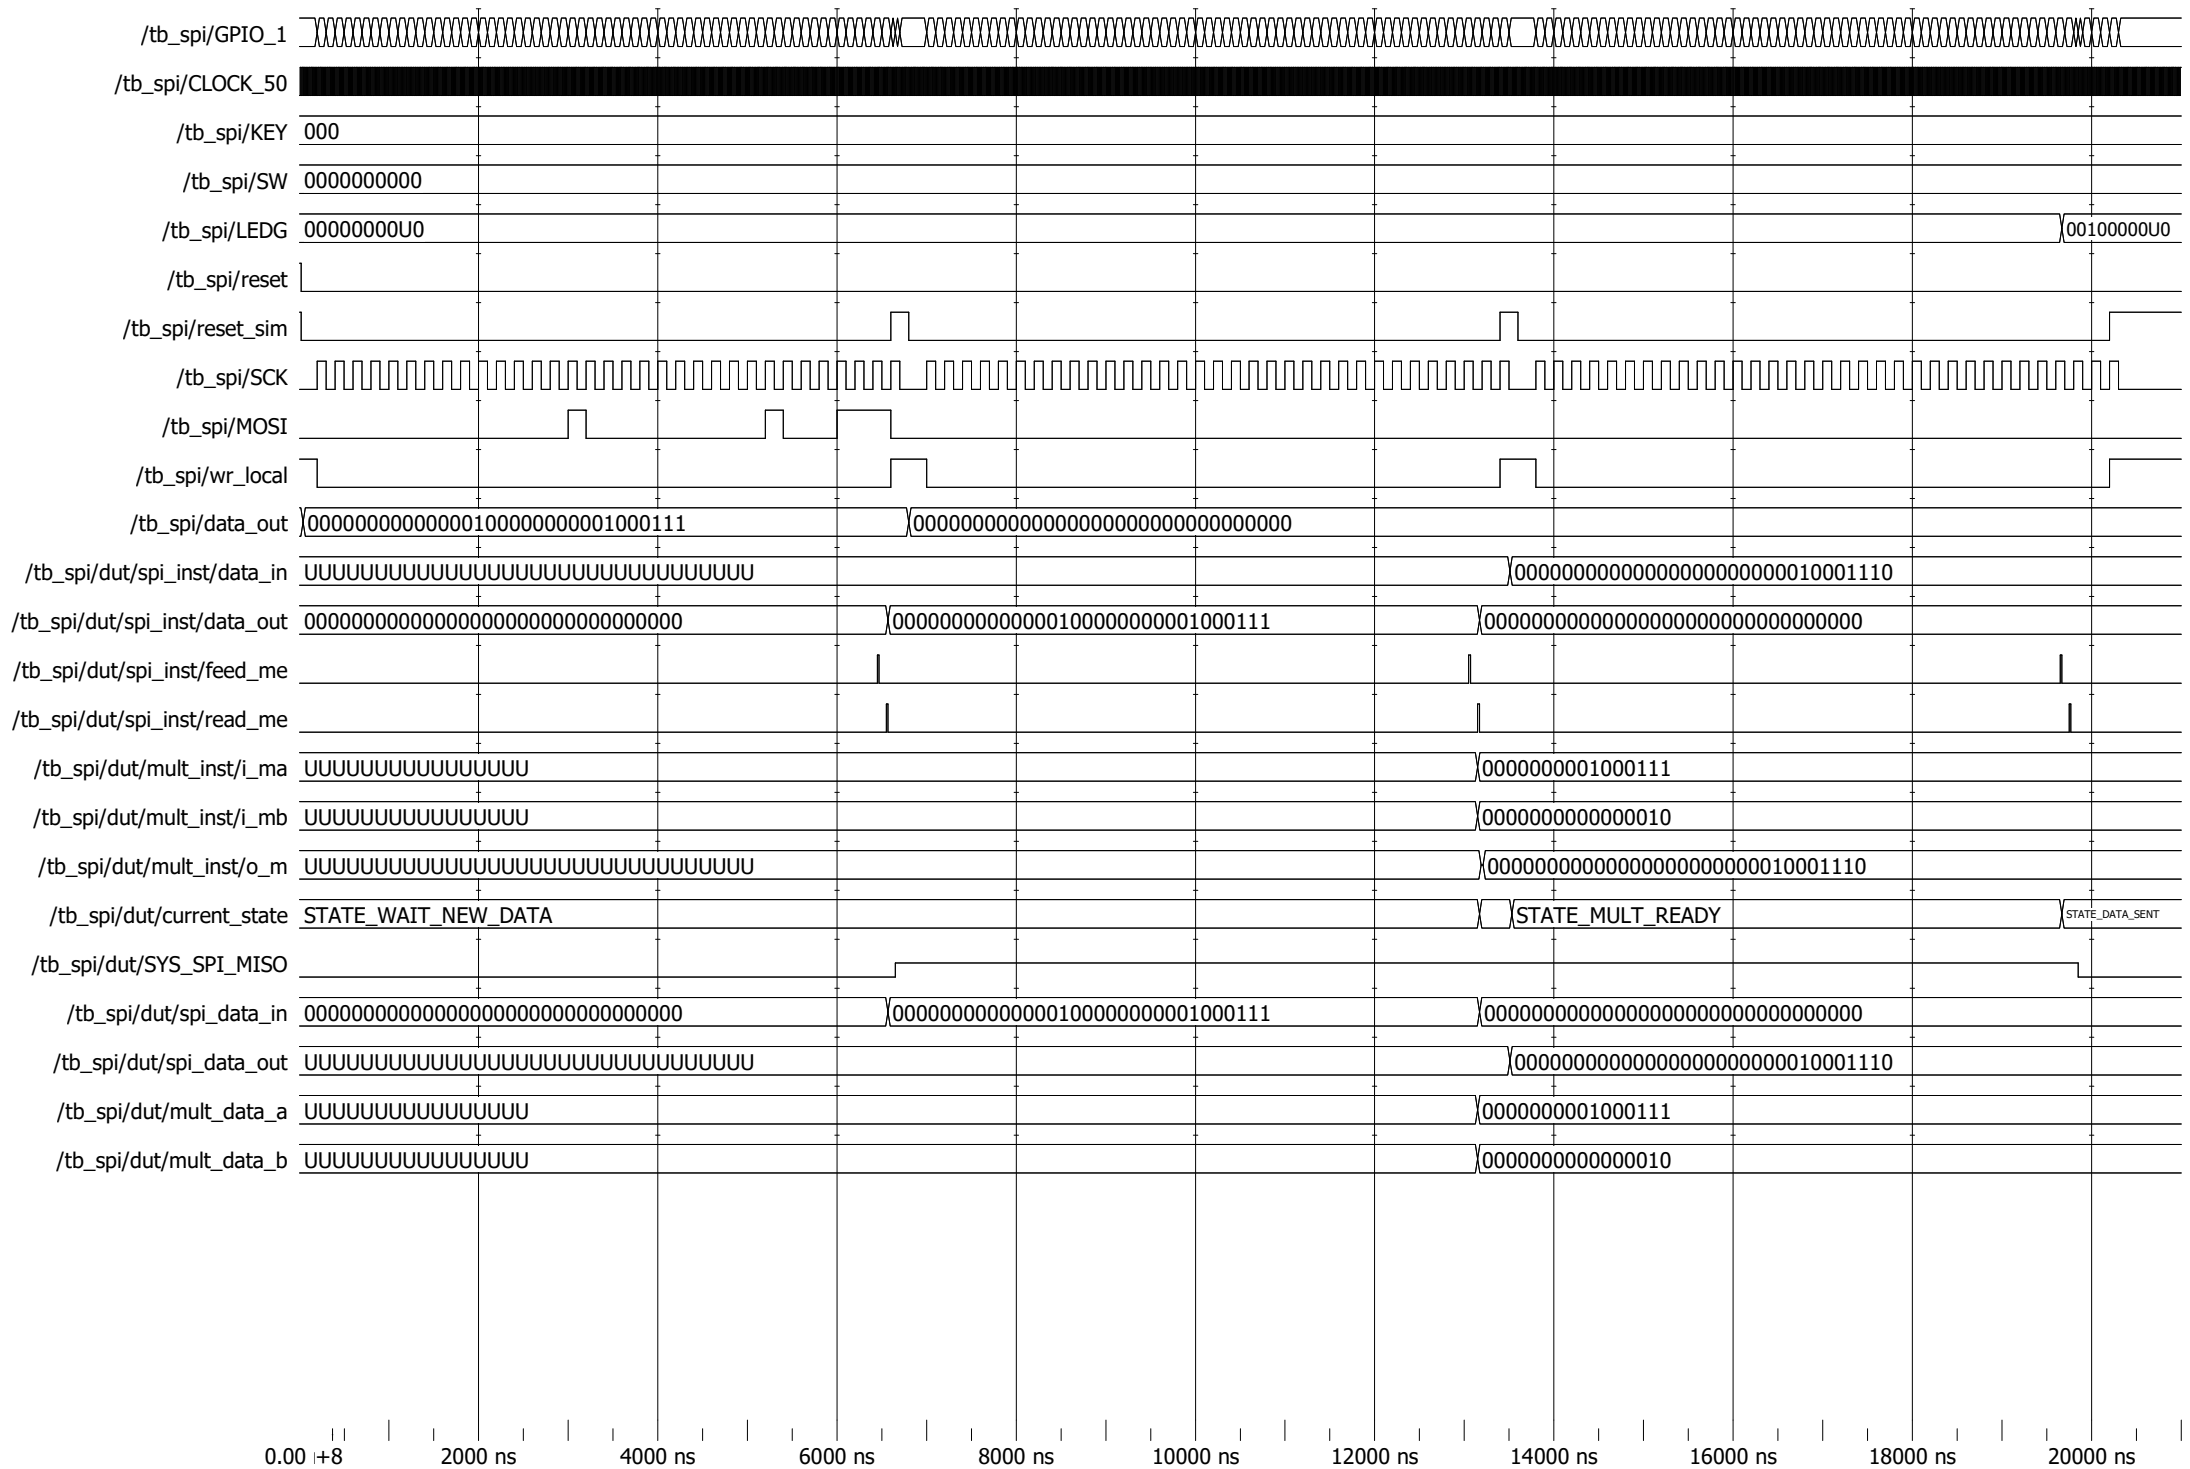 /tb_spi/GPIO_1
/tb_spi/CLOCK_50
/tb_spi/KEY 000
/tb_spi/SW 0000000000
/tb_spi/LEDG 00000000U0 00100000U0
/tb_spi/reset
/tb_spi/reset_sim
/tb_spi/SCK
/tb_spi/MOSI
/tb_spi/wr_local
/tb_spi/data_out 00000000000000100000000001000111 00000000000000000000000000000000
/tb_spi/dut/spi_inst/data_in UUUUUUUUUUUUUUUUUUUUUUUUUUUUUUUU 00000000000000000000000010001110
/tb_spi/dut/spi_inst/data_out 00000000000000000000000000000000 00000000000000100000000001000111 00000000000000000000000000000000
/tb_spi/dut/spi_inst/feed_me
/tb_spi/dut/spi_inst/read_me
/tb_spi/dut/mult_inst/i_ma UUUUUUUUUUUUUUUU 0000000001000111
/tb_spi/dut/mult_inst/i_mb UUUUUUUUUUUUUUUU 0000000000000010
/tb_spi/dut/mult_inst/o_m UUUUUUUUUUUUUUUUUUUUUUUUUUUUUUUU 00000000000000000000000010001110
/tb_spi/dut/current_state STATE_WAIT_NEW_DATA STATE_MULT_READY STATE_DATA_SENT
/tb_spi/dut/SYS_SPI_MISO
/tb_spi/dut/spi_data_in 00000000000000000000000000000000 00000000000000100000000001000111 00000000000000000000000000000000
/tb_spi/dut/spi_data_out UUUUUUUUUUUUUUUUUUUUUUUUUUUUUUUU 00000000000000000000000010001110
/tb_spi/dut/mult_data_a UUUUUUUUUUUUUUUU 0000000001000111
/tb_spi/dut/mult_data_b UUUUUUUUUUUUUUUU 0000000000000010
0.00 +8 2000 ns 4000 ns 6000 ns 8000 ns 10000 ns 12000 ns 14000 ns 16000 ns 18000 ns 20000 ns